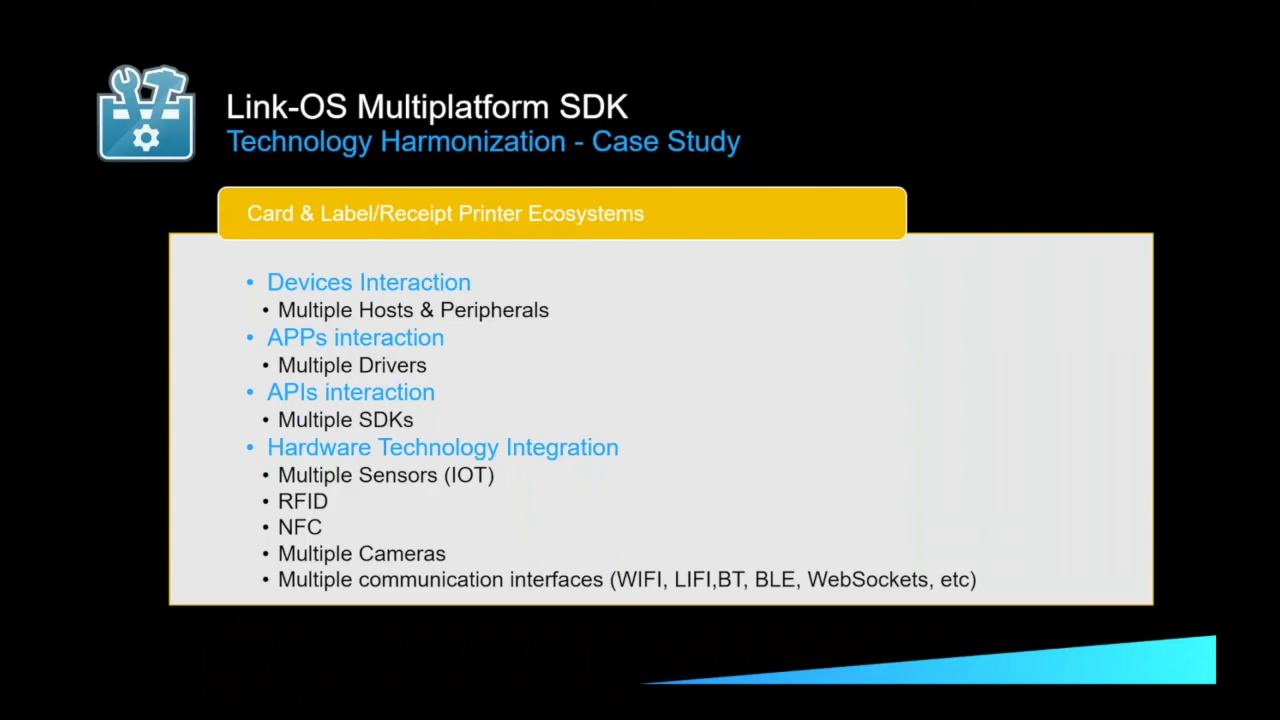 Link-OS Multiplatform SDK
Technology Harmonization - Case Study
Card & Label/Receipt Printer Ecosystems
• Devices Interaction
• Multiple Hosts & Peripherals
• APPs interaction
• Multiple Drivers
• APIs interaction
• Multiple SDKs
• Hardware Technology Integration
• Multiple Sensors (IOT)
• RFID
• NFC
• Multiple Cameras
• Multiple communication interfaces (WIFI, LIFI,BT, BLE, WebSockets, etc)